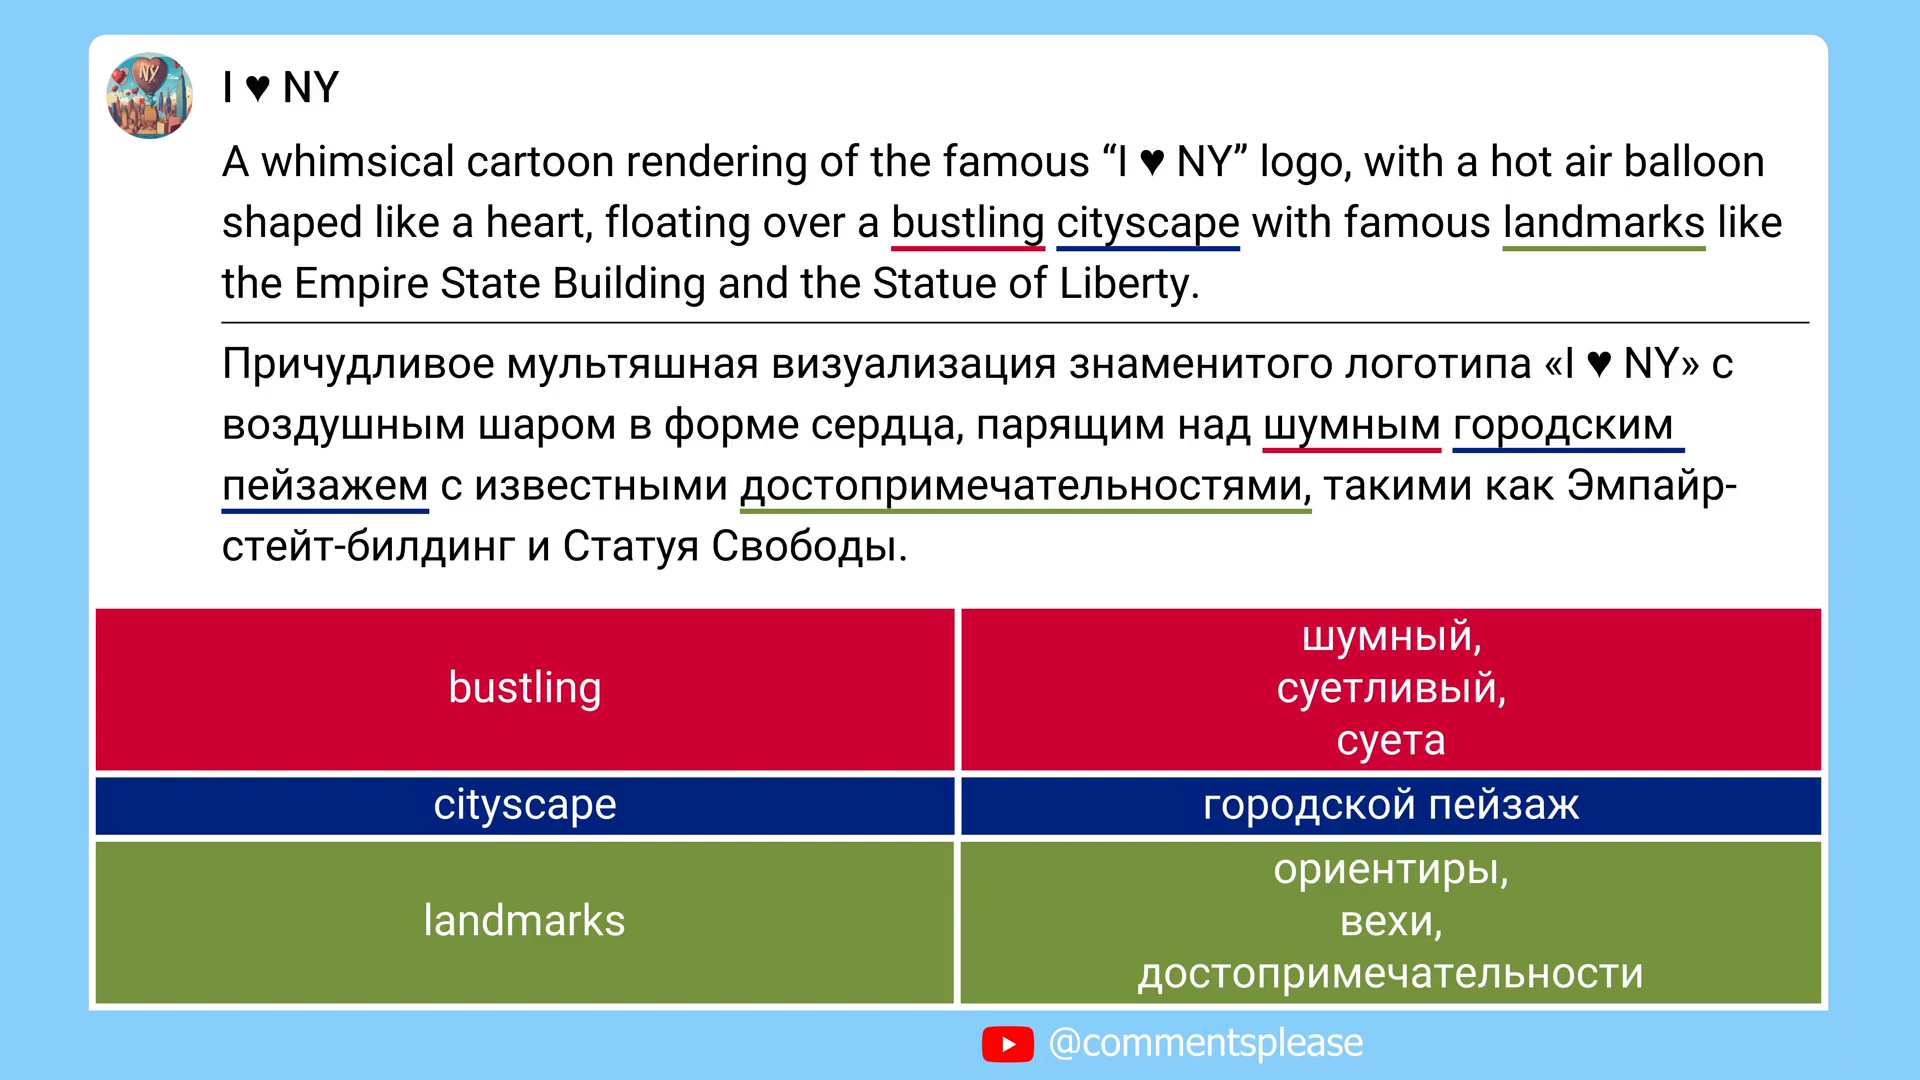 NY
I ♥ NY
A whimsical cartoon rendering of the famous “I ♥ NY” logo, with a hot air balloon
shaped like a heart, floating over a bustling cityscape with famous landmarks like
the Empire State Building and the Statue of Liberty.
Причудливое мультяшная визуализация знаменитого логотипа «I ♥ NY» с
воздушным шаром в форме сердца, парящим над шумным городским
пейзажем с известными достопримечательностями, такими как Эмпайр-
стейт-билдинг и Статуя Свободы.
bustling
шумный,
суетливый,
суета
cityscape
городской пейзаж
landmarks
ориентиры,
вехи,
достопримечательности
@commentsplease